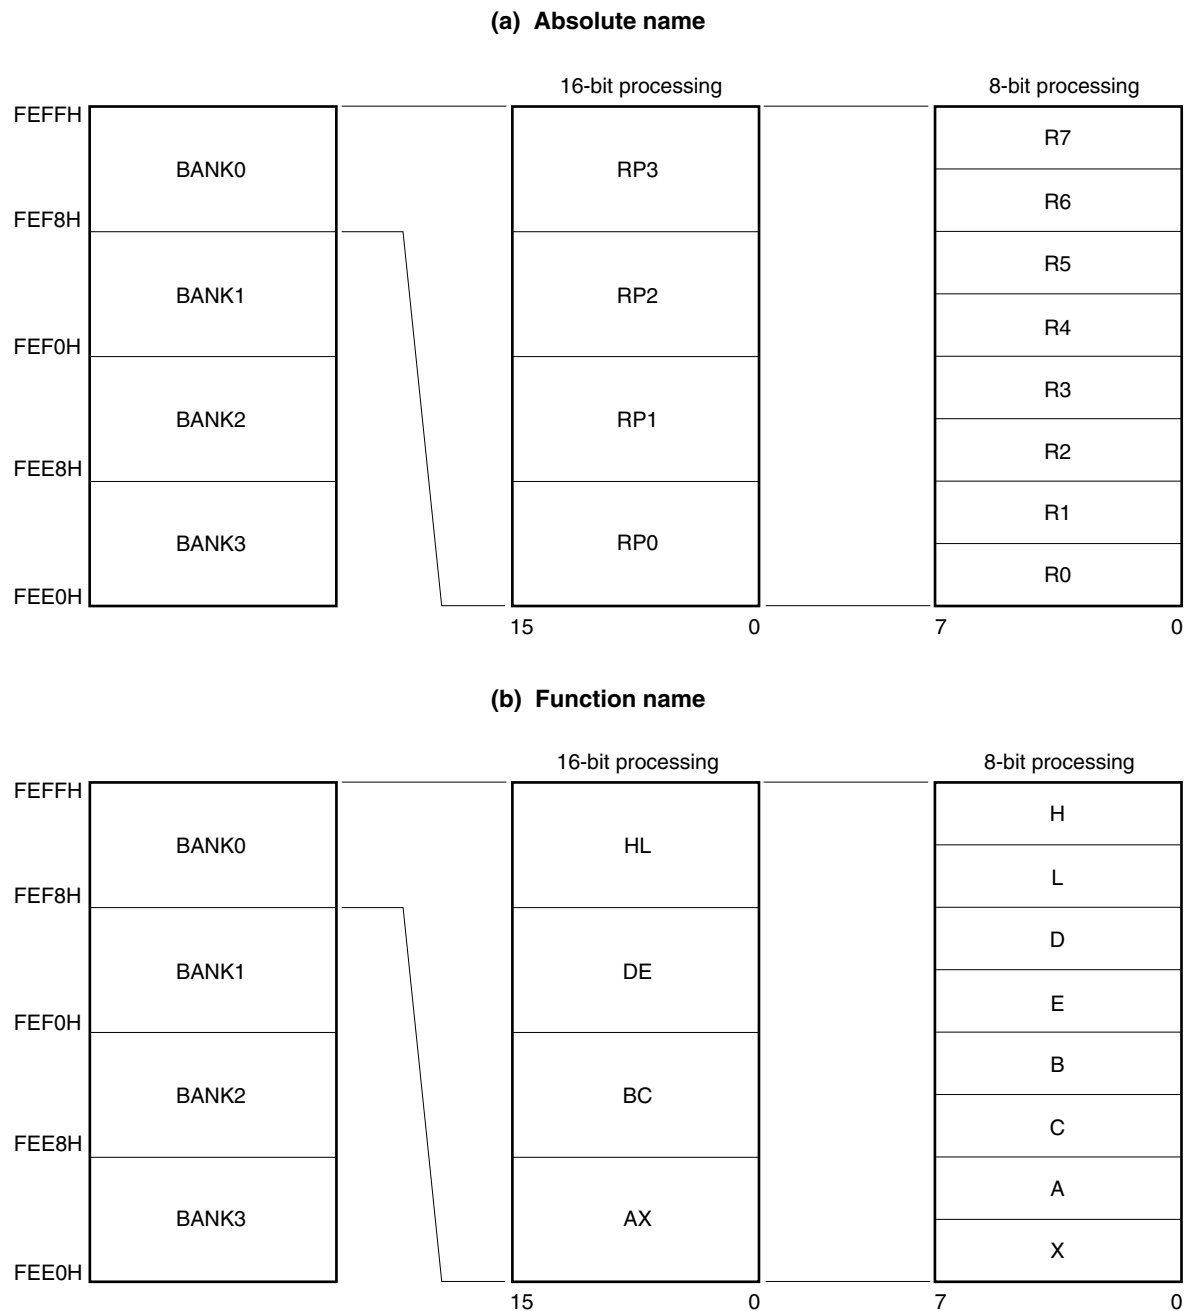 (a) Absolute name
16-bit processing
8-bit processing
FEFFH
BANK0
RP3
R7
R6
FEF8H
BANK1
RP2
R5
R4
FEF0H
BANK2
RP1
R3
R2
FEE8H
BANK3
RP0
R1
R0
FEE0H
15
0
7
0
(b) Function name
16-bit processing
8-bit processing
FEFFH
BANK0
HL
H
L
FEF8H
BANK1
DE
D
E
FEF0H
BANK2
BC
B
C
FEE8H
BANK3
AX
A
X
FEE0H
15
0
7
0